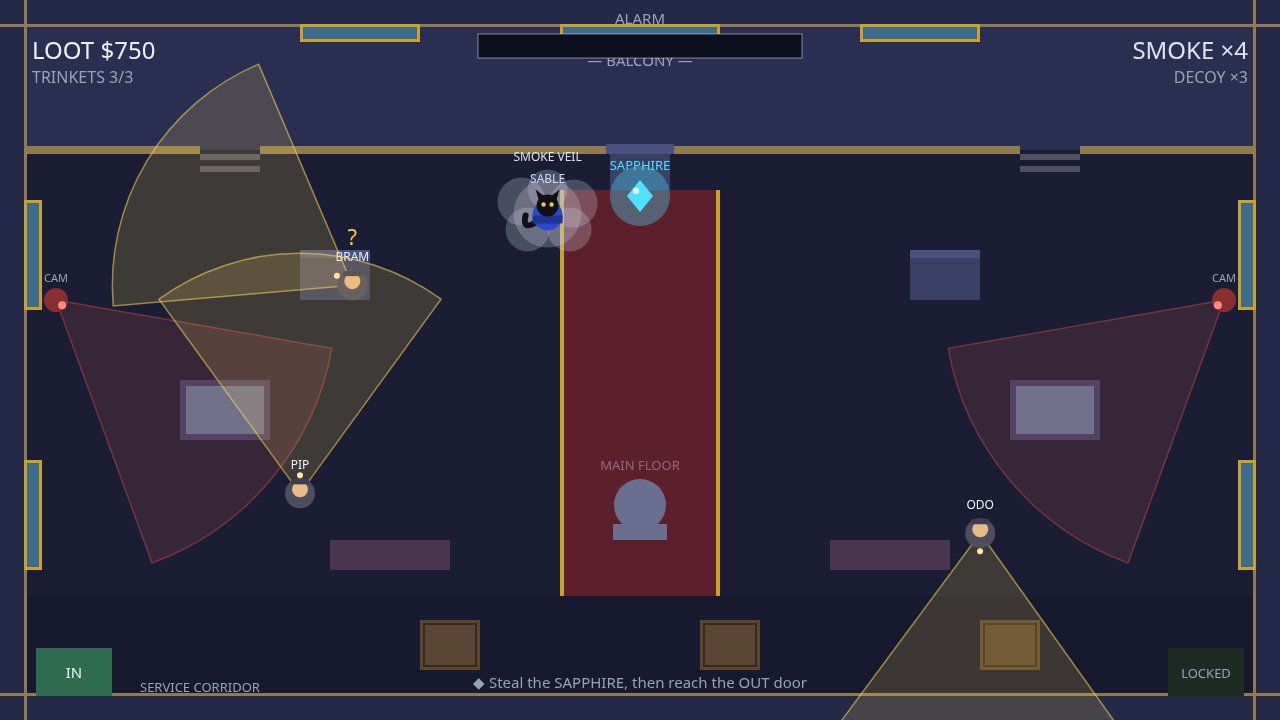 ALARM
LOOT $750
SMOKE ×4
— BALCONY —
TRINKETS 3/3
DECOY ×3
SMOKE VEIL
SAPPHIRE
SABLE
?
BRAM
CAM
CAM
MAIN FLOOR
PIP
ODO
IN
LOCKED
◆ Steal the SAPPHIRE, then reach the OUT door
SERVICE CORRIDOR